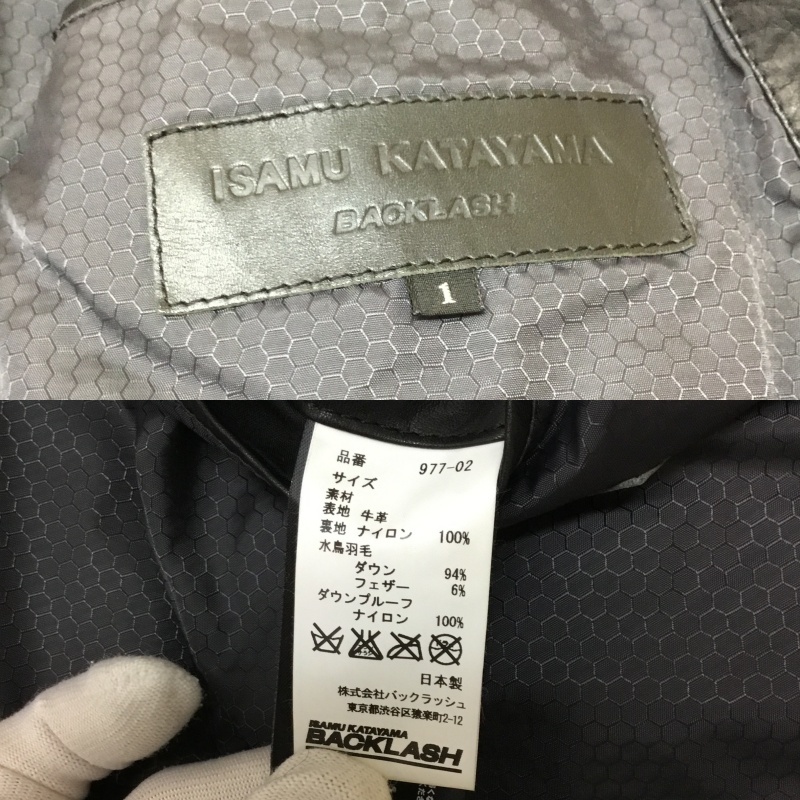 ISAMU KATAYAMA
BACKLASH
1
品番 977-02
サイズ
素材
表地 牛革
裏地 ナイロン 100%
水鳥羽毛
ダウン 94%
フェザー 6%
ダウンプルーフ
ナイロン 100%
日本製
株式会社バックラッシュ
東京都渋谷区猿楽町2-12
ISAMU KATAYAMA
BACKLASH